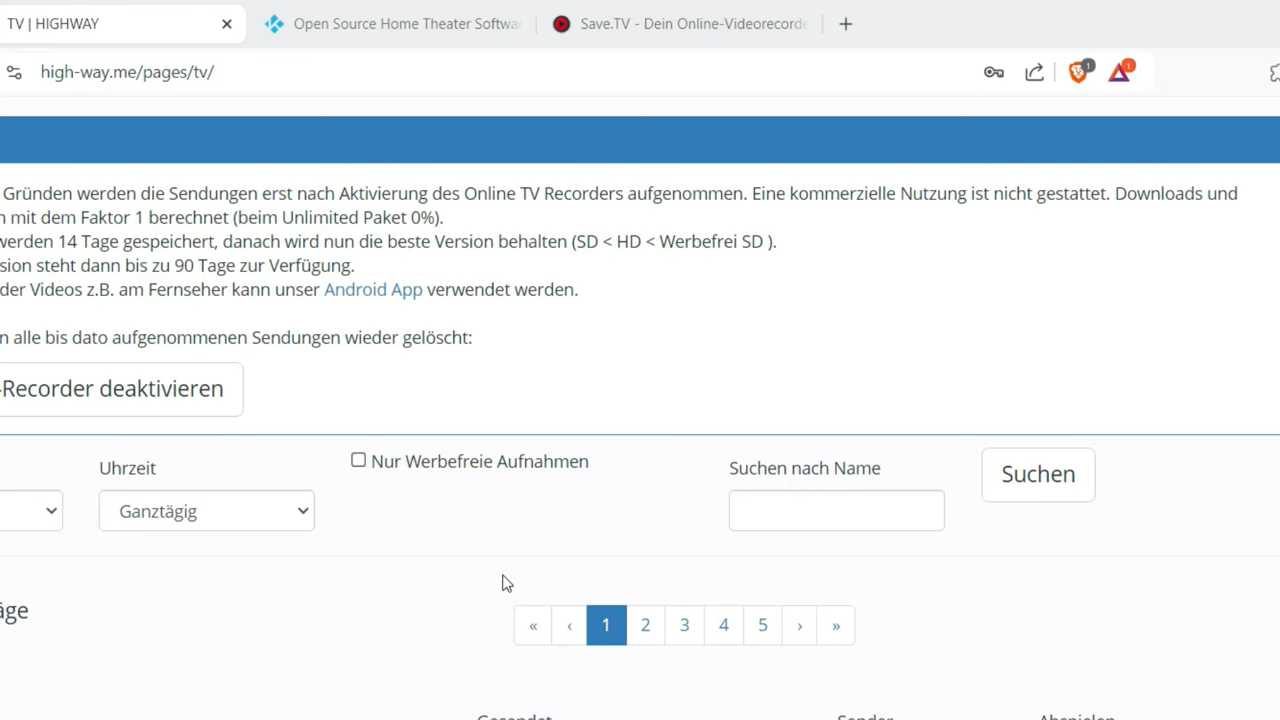 TV | HIGHWAY
Open Source Home Theater Softwa
Save.TV - Dein Online-Videorecorde
high-way.me/pages/tv/
1
1
Gründen werden die Sendungen erst nach Aktivierung des Online TV Recorders aufgenommen. Eine kommerzielle Nutzung ist nicht gestattet. Downloads und
n mit dem Faktor 1 berechnet (beim Unlimited Paket 0%).
werden 14 Tage gespeichert, danach wird nun die beste Version behalten (SD < HD < Werbefrei SD ).
sion steht dann bis zu 90 Tage zur Verfügung.
der Videos z.B. am Fernseher kann unser Android App verwendet werden.
n alle bis dato aufgenommenen Sendungen wieder gelöscht:
-Recorder deaktivieren
Uhrzeit
Nur Werbefreie Aufnahmen
Suchen nach Name
Suchen
Ganztägig
äge
« ‹ 1 2 3 4 5 › »
Gesendet Sender Abspielen